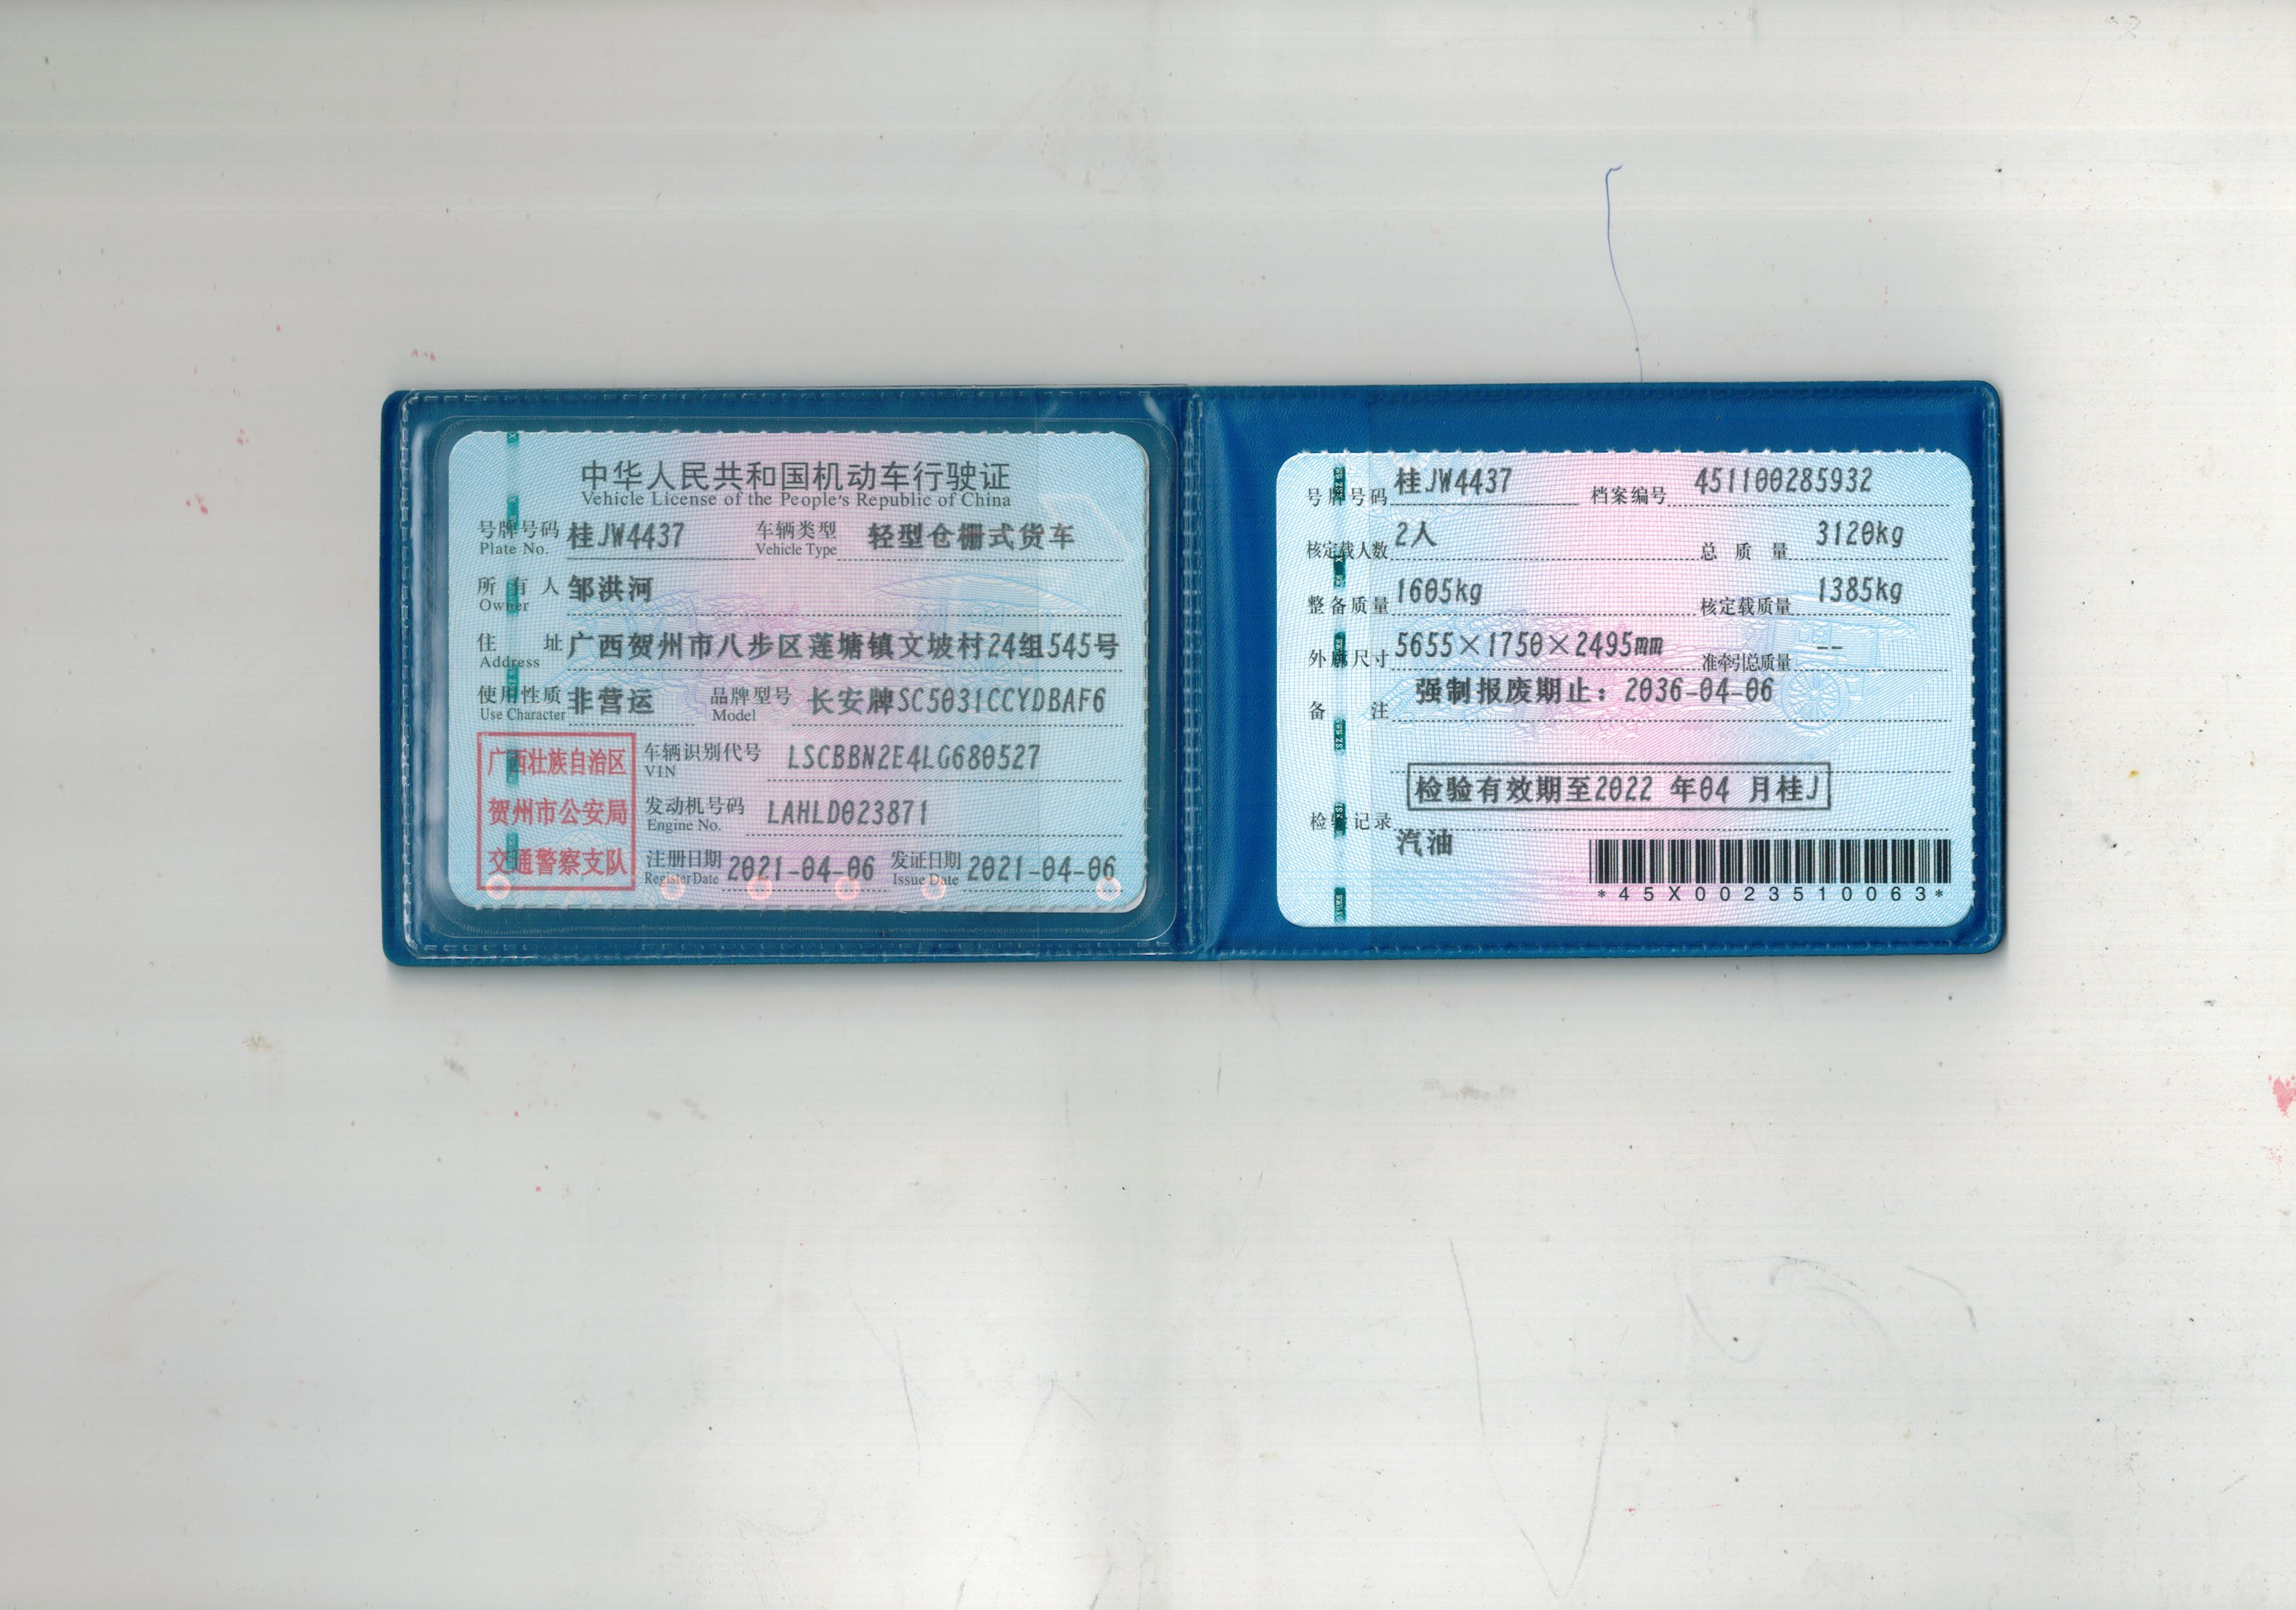 中华人民共和国机动车行驶证
Vehicle License of the People's Republic of China
号牌号码 桂JW4437 车辆类型 轻型仓栅式货车
Plate No. Vehicle Type
所有人 邹洪河
Owner
住址 广西贺州市八步区莲塘镇文坡村24组545号
Address
使用性质 非营运 品牌型号 长安牌SC5031CCYDBAF6
Use Character Model
广西壮族自治区
贺州市公安局
交通警察支队
车辆识别代号 LSCBBN2E4LG680527
VIN
发动机号码 LAHLD023871
Engine No.
注册日期 2021-04-06 发证日期 2021-04-06
Register Date Issue Date
号牌号码 桂JW4437 档案编号 451100285932
核定载人数 2人 总质量 3120kg
整备质量 1605kg 核定载质量 1385kg
外廓尺寸 5655×1750×2495mm 准牵引总质量 --
备注 强制报废期止：2036-04-06
检验有效期至2022 年04 月桂J
检验记录
汽油
*45X0023510063*